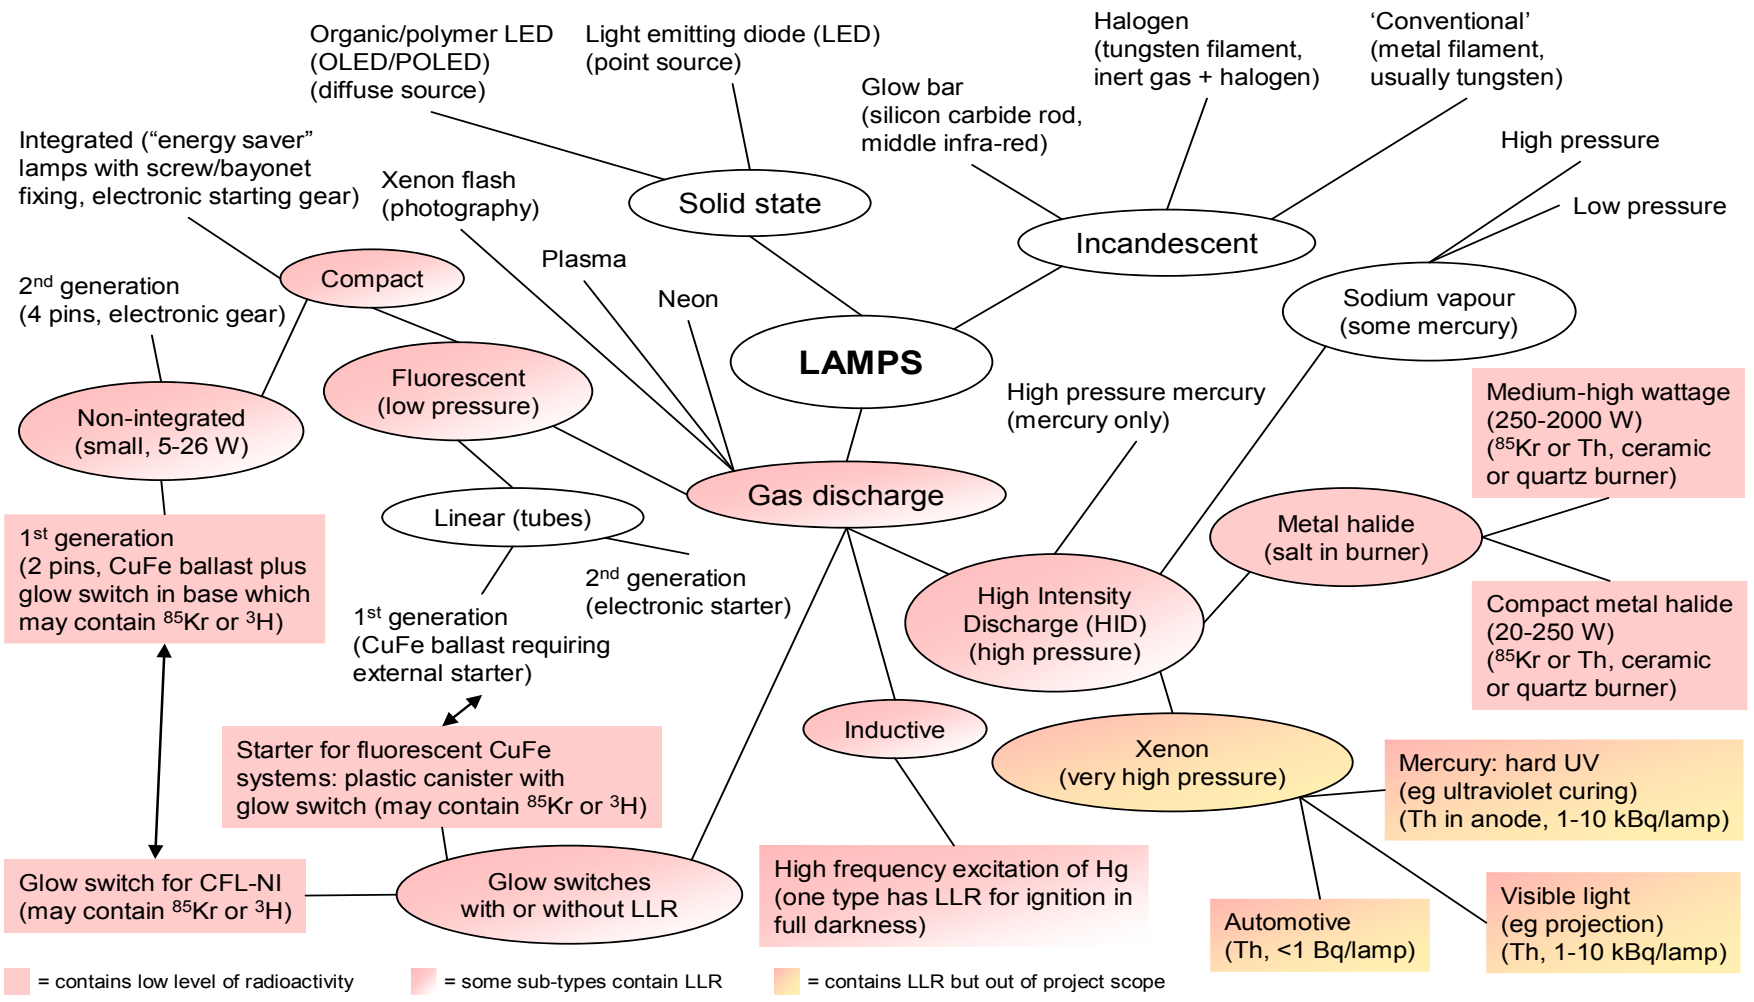 Organic/polymer LED
(OLED/POLED)
(diffuse source)
Light emitting diode (LED)
(point source)
Halogen
(tungsten filament,
inert gas + halogen)
‘Conventional’
(metal filament,
usually tungsten)
Glow bar
(silicon carbide rod,
middle infra-red)
Integrated (“energy saver”
lamps with screw/bayonet
fixing, electronic starting gear)
Xenon flash
(photography)
Solid state
High pressure
Low pressure
Incandescent
Plasma
Compact
2nd generation
(4 pins, electronic gear)
Neon
Sodium vapour
(some mercury)
LAMPS
Fluorescent
(low pressure)
High pressure mercury
(mercury only)
Medium-high wattage
(250-2000 W)
(85Kr or Th, ceramic
or quartz burner)
Non-integrated
(small, 5-26 W)
Gas discharge
Linear (tubes)
Metal halide
(salt in burner)
1st generation
(2 pins, CuFe ballast plus
glow switch in base which
may contain 85Kr or 3H)
2nd generation
(electronic starter)
1st generation
(CuFe ballast requiring
external starter)
High Intensity
Discharge (HID)
(high pressure)
Compact metal halide
(20-250 W)
(85Kr or Th, ceramic
or quartz burner)
Inductive
Starter for fluorescent CuFe
systems: plastic canister with
glow switch (may contain 85Kr or 3H)
Xenon
(very high pressure)
Mercury: hard UV
(eg ultraviolet curing)
(Th in anode, 1-10 kBq/lamp)
Glow switch for CFL-NI
(may contain 85Kr or 3H)
Glow switches
with or without LLR
High frequency excitation of Hg
(one type has LLR for ignition in
full darkness)
Automotive
(Th, <1 Bq/lamp)
Visible light
(eg projection)
(Th, 1-10 kBq/lamp)
= contains low level of radioactivity
= some sub-types contain LLR
= contains LLR but out of project scope